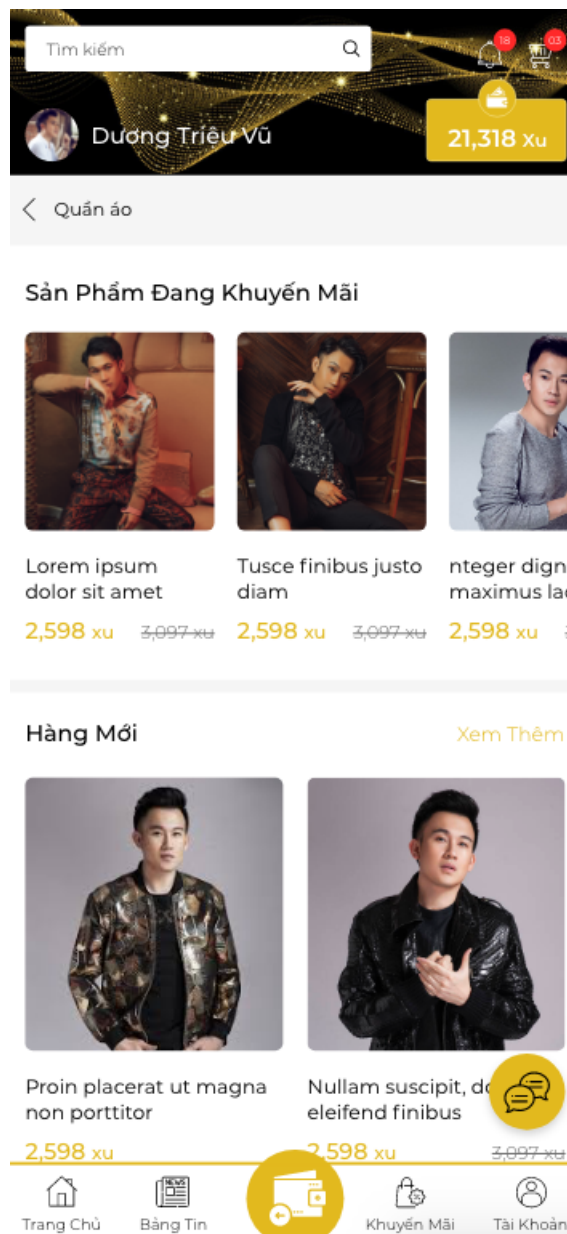 Tìm kiếm
18
03
Dương Triệu Vũ
21,318 Xu
Quần áo
Sản Phẩm Đang Khuyến Mãi
Lorem ipsum
dolor sit amet
2,598 xu 3,097 xu
Tusce finibus justo
diam
2,598 xu 3,097 xu
nteger dign
maximus la
2,598 xu
Hàng Mới
Xem Thêm
Proin placerat ut magna
non porttitor
2,598 xu
Nullam suscipit, d
eleifend finibus
2,598 xu 3,097 xu
NEWS
Trang Chủ
Bảng Tin
Khuyến Mãi
Tài Khoản